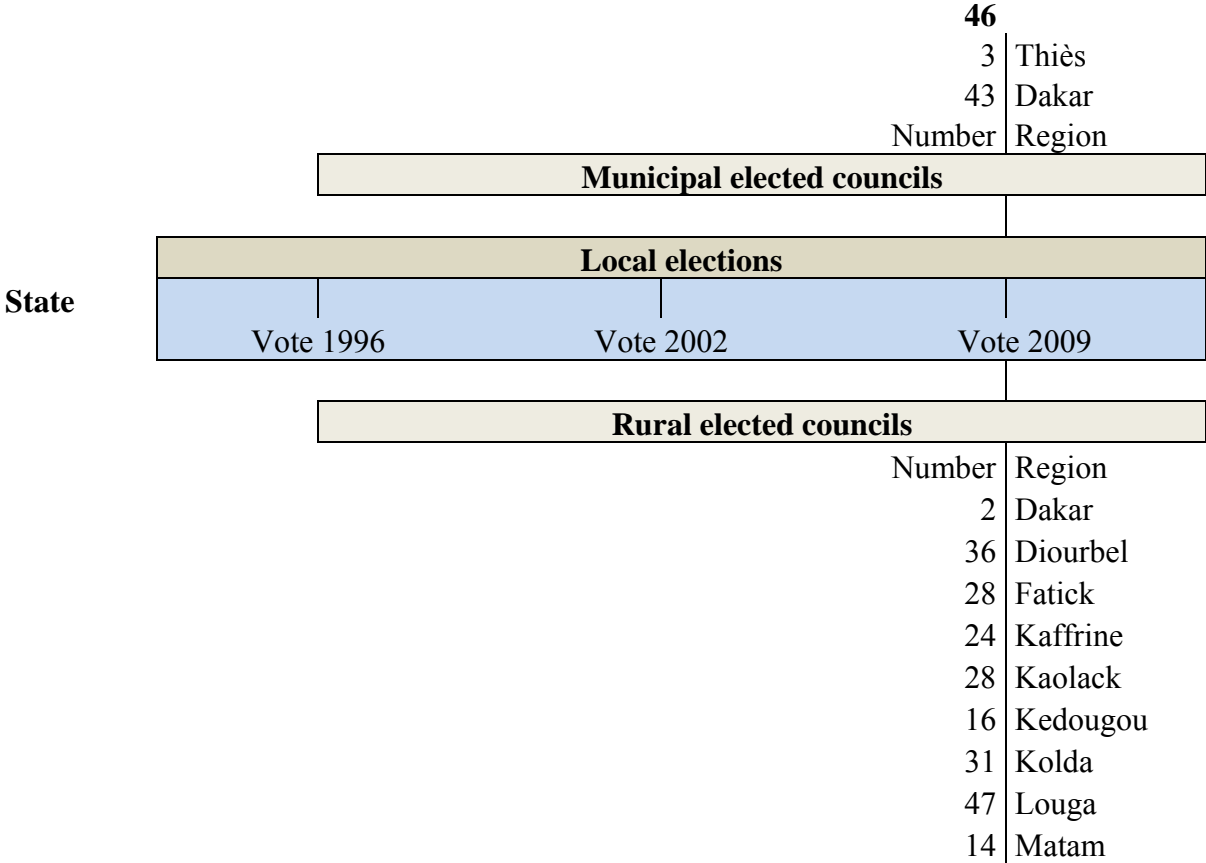 46
3 Thiès
43 Dakar
Number Region
Municipal elected councils
Local elections
State
Vote 1996 Vote 2002 Vote 2009
Rural elected councils
Number Region
2 Dakar
36 Diourbel
28 Fatick
24 Kaffrine
28 Kaolack
16 Kedougou
31 Kolda
47 Louga
14 Matam